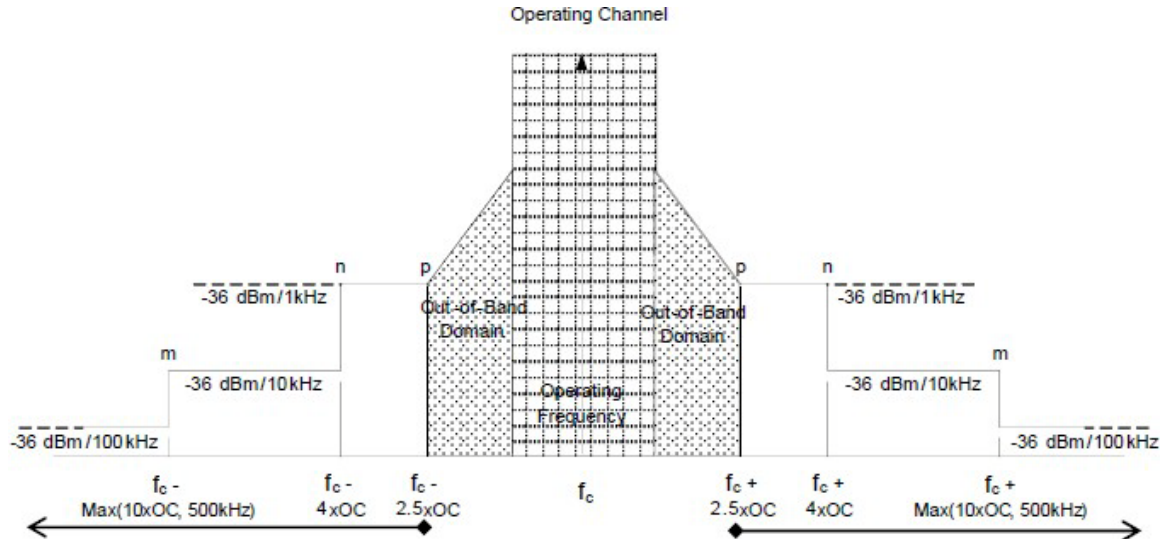 Operating Channel
n
p
p
n
-36 dBm/1kHz
-36 dBm/1kHz
Out-of-Band
Domain
Out-of-Band
Domain
m
m
-36 dBm/10kHz
-36 dBm/10kHz
Operating
Frequency
-36 dBm/100kHz
-36 dBm/100kHz
fc -
Max(10xOC, 500kHz)
fc -
4xOC
fc -
2.5xOC
fc
fc +
2.5xOC
fc +
4xOC
fc +
Max(10xOC, 500kHz)